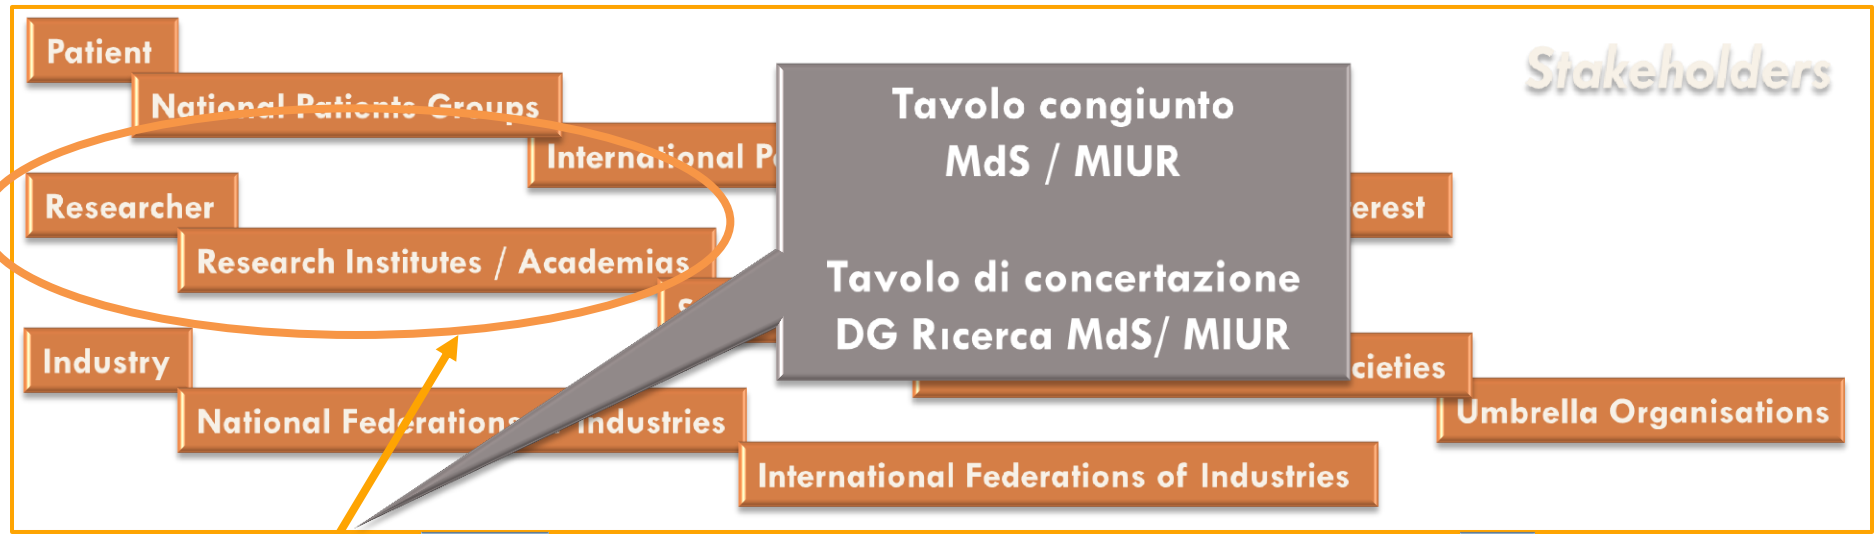 Patient
Stakeholders
National Patients Groups
International
Tavolo congiunto
MdS / MIUR
Researcher
erest
Research Institutes / Academias
Tavolo di concertazione
DG Ricerca MdS/ MIUR
Industry
cieties
National Federations Industries
Umbrella Organisations
International Federations of Industries